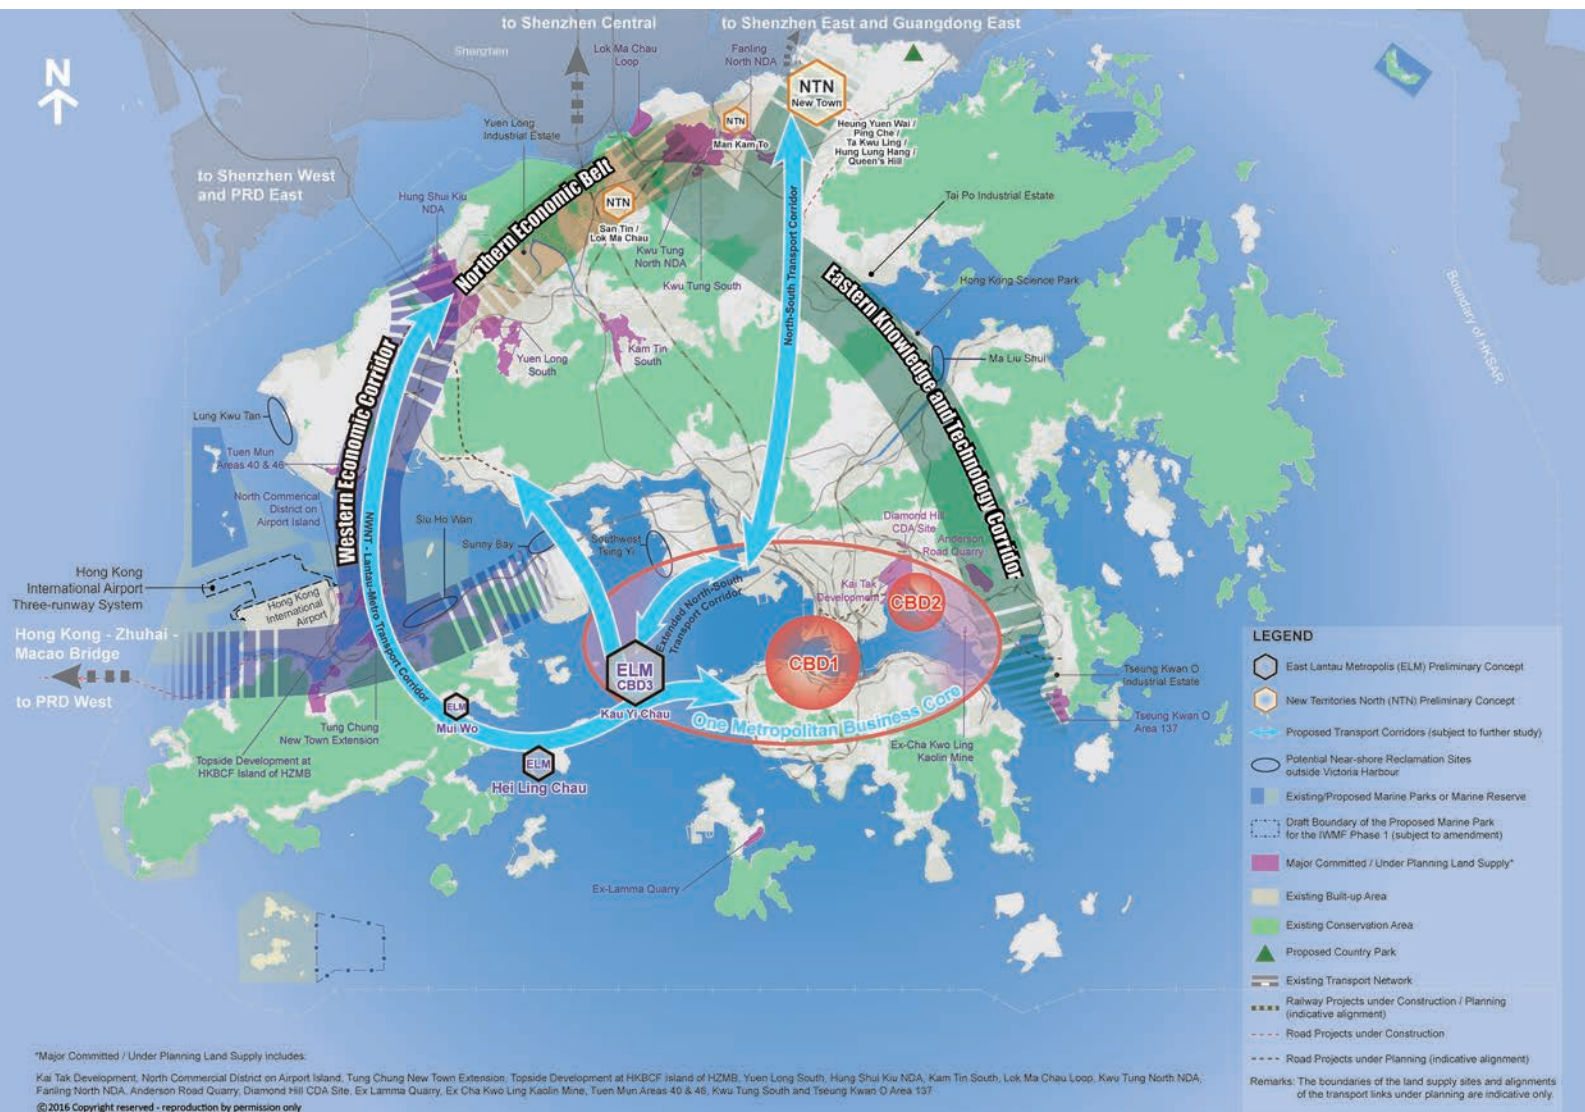 to Shenzhen Central
to Shenzhen East and Guangdong East
Shenzhen
Lok Ma Chau
Loop
Fanling
North NDA
N
NTN
New Town
Yuen Long
Industrial Estate
NTN
Man Kam To
Heung Yuen Wai /
Ping Che /
Ta Kwu Ling /
Hung Lung Hang /
Queen's Hill
to Shenzhen West
and PRD East
Hung Shui Kiu
NDA
Northern Economic Belt
NTN
San Tin /
Lok Ma Chau
Kwu Tung
North NDA
Kwu Tung South
North-South Transport Corridor
Tai Po Industrial Estate
Eastern Knowledge and Technology Corridor
Hong Kong Science Park
Boundary of HKSAR
Yuen Long
South
Kam Tin
South
Ma Liu Shui
Western Economic Corridor
Lung Kwu Tan
Tuen Mun
Areas 40 & 46
North Commerical
District on
Airport Island
Siu Ho Wan
Sunny Bay
Southwest
Tsing Yi
Diamond Hill
CDA Site
Anderson
Road Quarry
NWNT - Lantau-Metro Transport Corridor
Hong Kong
International Airport
Three-runway System
Hong Kong
International
Airport
Kai Tak
Development
CBD2
Extended North-South
Transport Corridor
Hong Kong - Zhuhai -
Macao Bridge
to PRD West
ELM
CBD3
Kau Yi Chau
CBD1
One Metropolitan Business Core
Tseung Kwan O
Industrial Estate
Tseung Kwan O
Area 137
ELM
Mui Wo
Tung Chung
New Town Extension
Topside Development at
HKBCF Island of HZMB
ELM
Hei Ling Chau
Ex-Cha Kwo Ling
Kaolin Mine
Ex-Lamma Quarry
LEGEND
East Lantau Metropolis (ELM) Preliminary Concept
New Territories North (NTN) Preliminary Concept
Proposed Transport Corridors (subject to further study)
Potential Near-shore Reclamation Sites
outside Victoria Harbour
Existing/Proposed Marine Parks or Marine Reserve
Draft Boundary of the Proposed Marine Park
for the IWMF Phase 1 (subject to amendment)
Major Committed / Under Planning Land Supply*
Existing Built-up Area
Existing Conservation Area
Proposed Country Park
Existing Transport Network
Railway Projects under Construction / Planning
(indicative alignment)
Road Projects under Construction
Road Projects under Planning (indicative alignment)
Remarks: The boundaries of the land supply sites and alignments
of the transport links under planning are indicative only.
*Major Committed / Under Planning Land Supply includes:
Kai Tak Development, North Commercial District on Airport Island, Tung Chung New Town Extension, Topside Development at HKBCF Island of HZMB, Yuen Long South, Hung Shui Kiu NDA, Kam Tin South, Lok Ma Chau Loop, Kwu Tung North NDA,
Fanling North NDA, Anderson Road Quarry, Diamond Hill CDA Site, Ex Lamma Quarry, Ex Cha Kwo Ling Kaolin Mine, Tuen Mun Areas 40 & 46, Kwu Tung South and Tseung Kwan O Area 137
©2016 Copyright reserved - reproduction by permission only